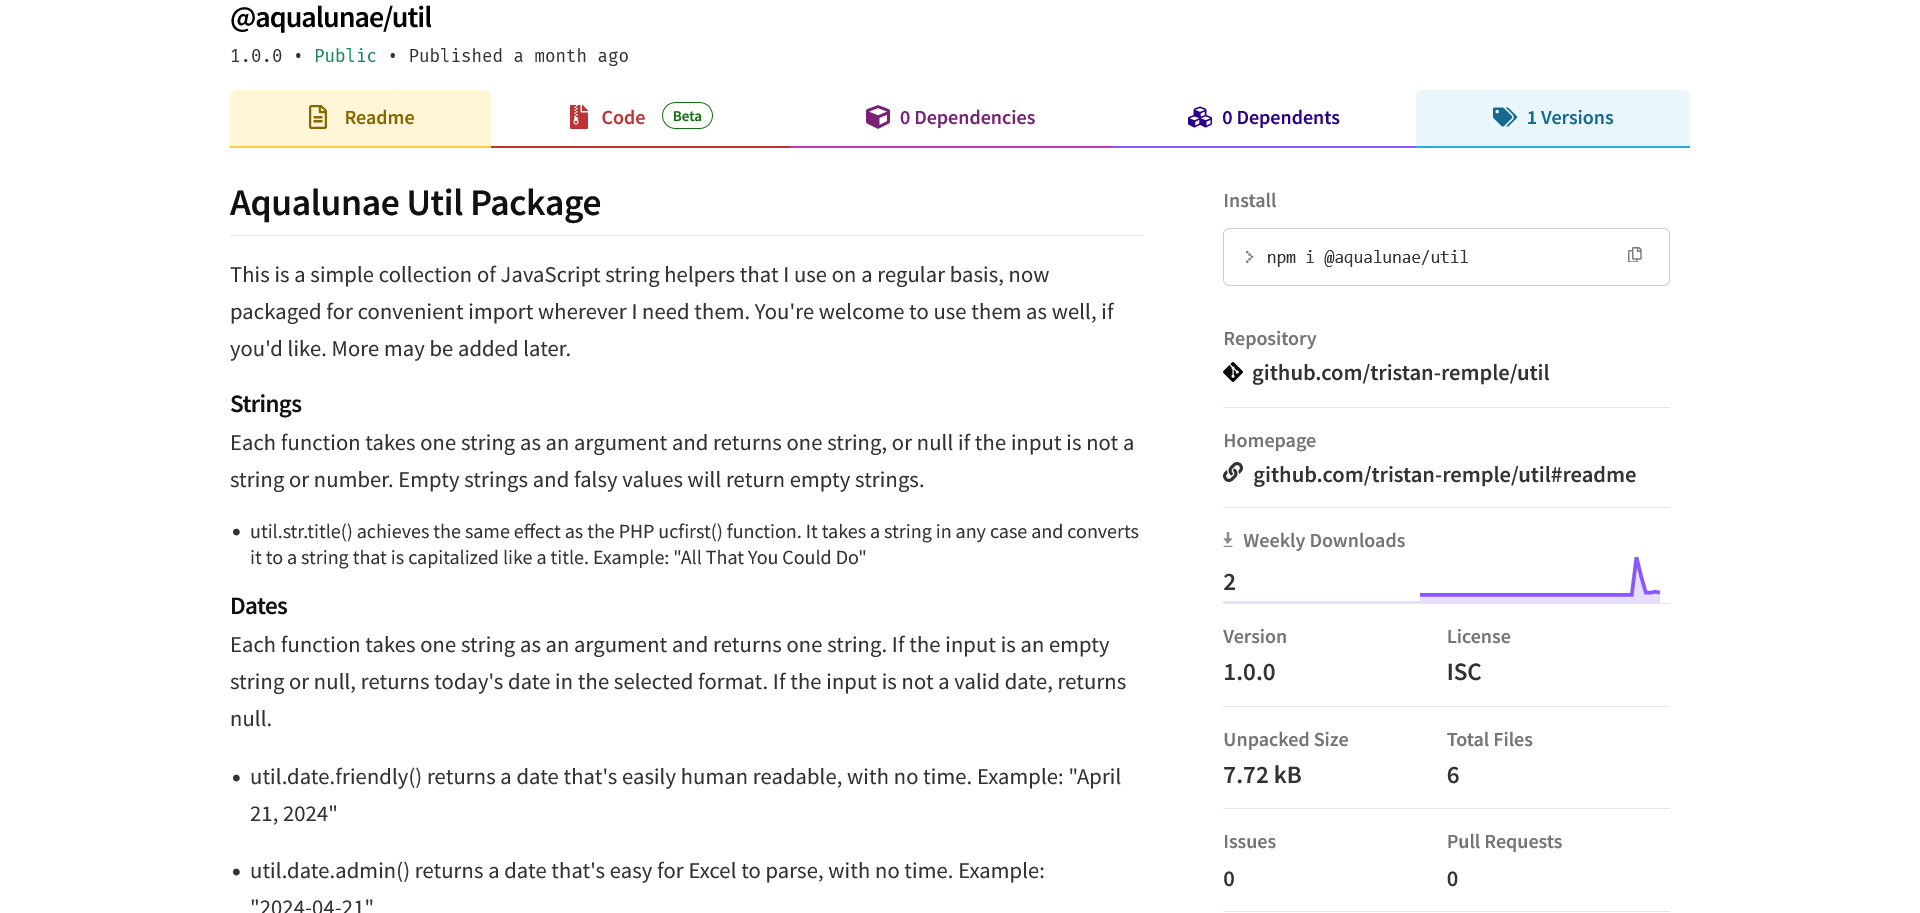 @aqualunae/util
1.0.0 • Public • Published a month ago
Readme
Code Beta
0 Dependencies
0 Dependents
1 Versions
Aqualunae Util Package
This is a simple collection of JavaScript string helpers that I use on a regular basis, now
packaged for convenient import wherever I need them. You're welcome to use them as well, if
you'd like. More may be added later.
Strings
Each function takes one string as an argument and returns one string, or null if the input is not a
string or number. Empty strings and falsy values will return empty strings.
• util.str.title() achieves the same effect as the PHP ucfirst() function. It takes a string in any case and converts
it to a string that is capitalized like a title. Example: "All That You Could Do"
Dates
Each function takes one string as an argument and returns one string. If the input is an empty
string or null, returns today's date in the selected format. If the input is not a valid date, returns
null.
• util.date.friendly() returns a date that's easily human readable, with no time. Example: "April
21, 2024"
• util.date.admin() returns a date that's easy for Excel to parse, with no time. Example:
"2024-04-21"
Install
> npm i @aqualunae/util
Repository
github.com/tristan-remple/util
Homepage
github.com/tristan-remple/util#readme
Weekly Downloads
2
Version
1.0.0
License
ISC
Unpacked Size
7.72 kB
Total Files
6
Issues
0
Pull Requests
0